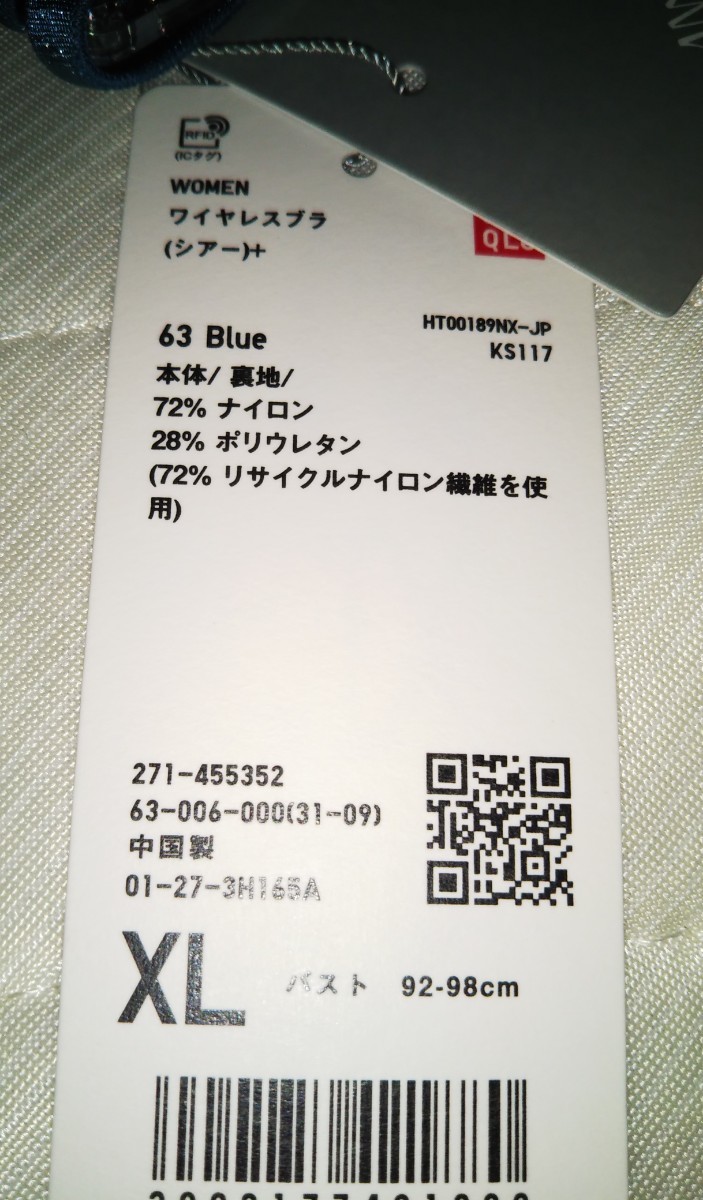 RFID
(ICタグ)
WOMEN
ワイヤレスブラ
(シアー)+
63 Blue
HT00189NX-JP
KS117
本体/ 裏地/
72% ナイロン
28% ポリウレタン
(72% リサイクルナイロン繊維を使
用)
271-455352
63-006-000(31-09)
中国製
01-27-3H165A
XL
バスト 92-98cm